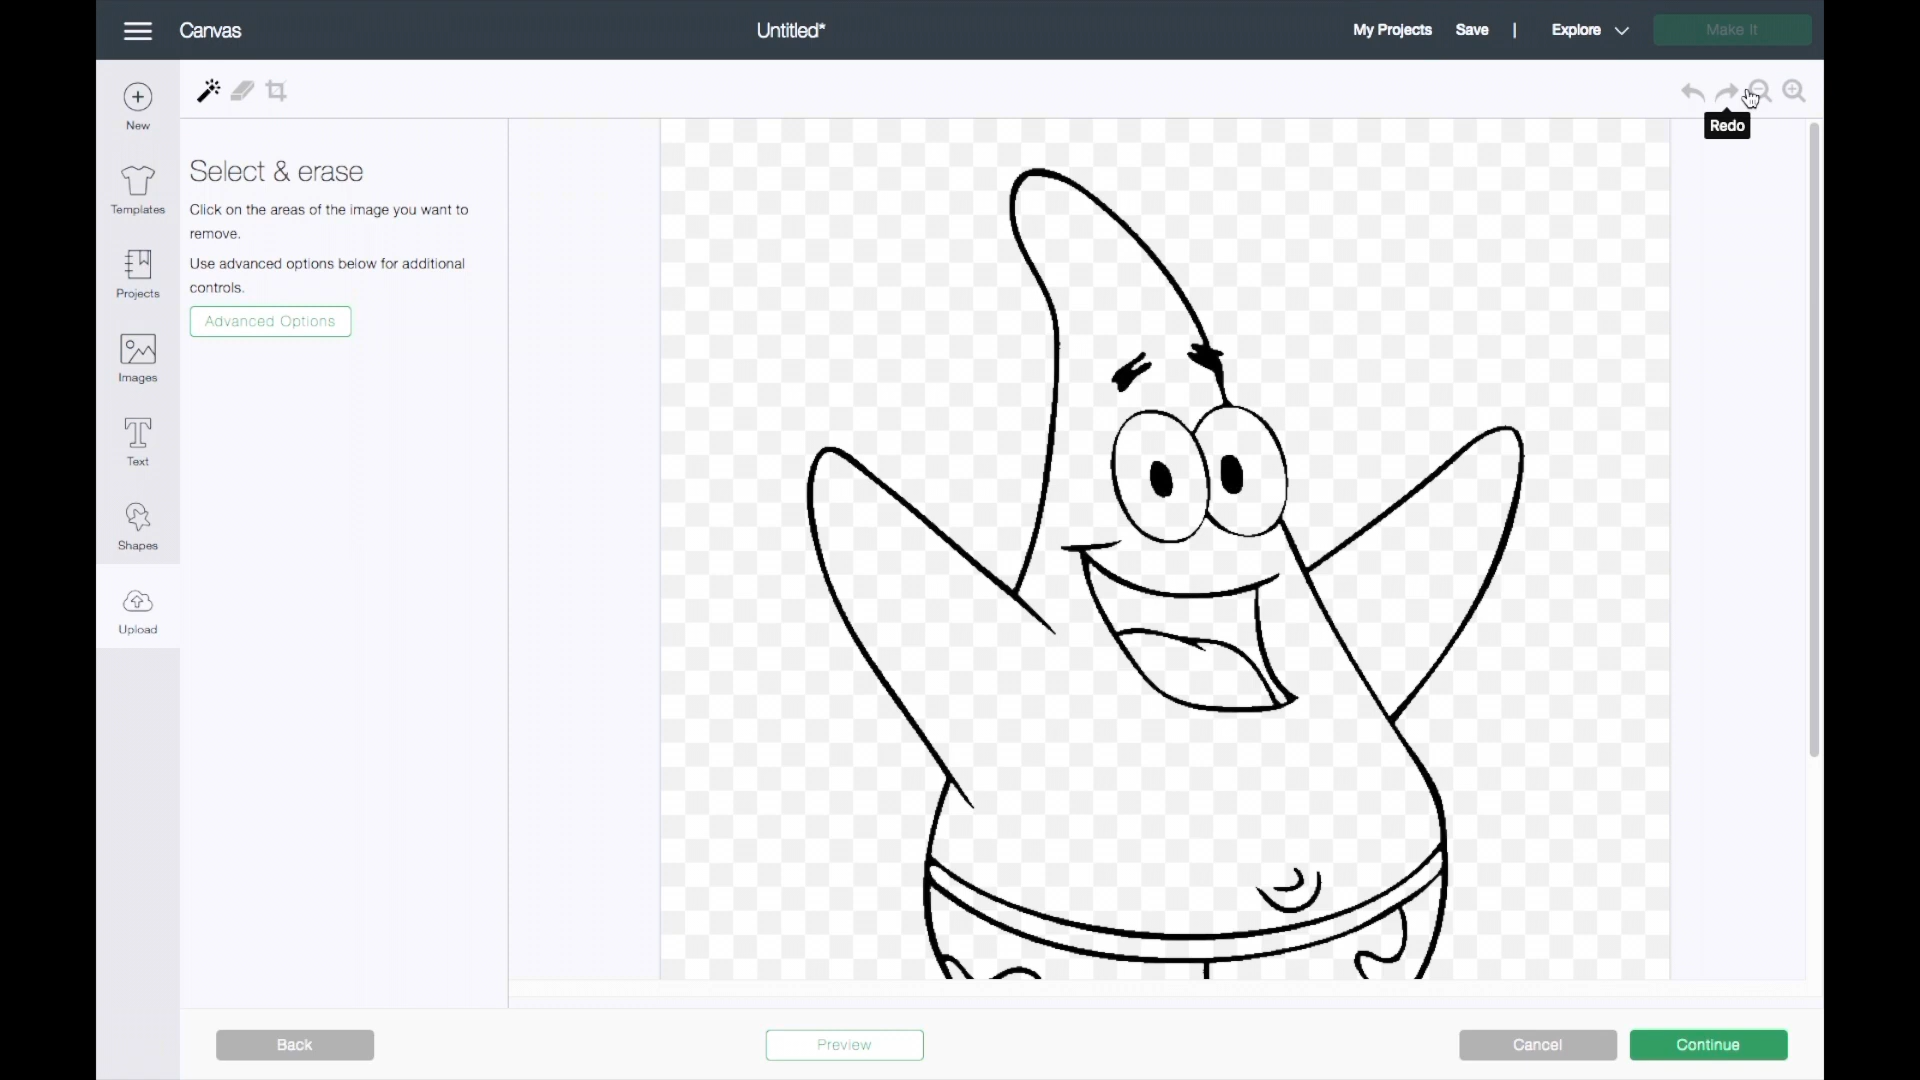 Canvas
Untitled*
My Projects
Save
|
Explore
Make It
New
Templates
Projects
Images
Text
Shapes
Upload
Redo
Select & erase
Click on the areas of the image you want to
remove.
Use advanced options below for additional
controls.
Advanced Options
Back
Preview
Cancel
Continue